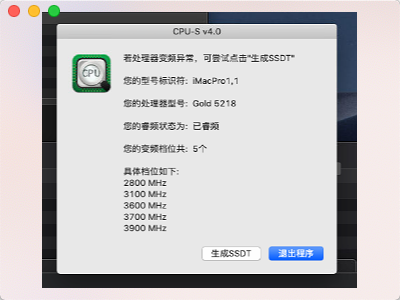 CPU-S v4.0
CPU
若处理器变频异常，可尝试点击"生成SSDT"
您的型号标识符：iMacPro1,1
您的处理器型号：Gold 5218
您的睿频状态为：已睿频
您的变频档位共：5个
具体档位如下：
2800 MHz
3100 MHz
3600 MHz
3700 MHz
3900 MHz
生成SSDT
退出程序